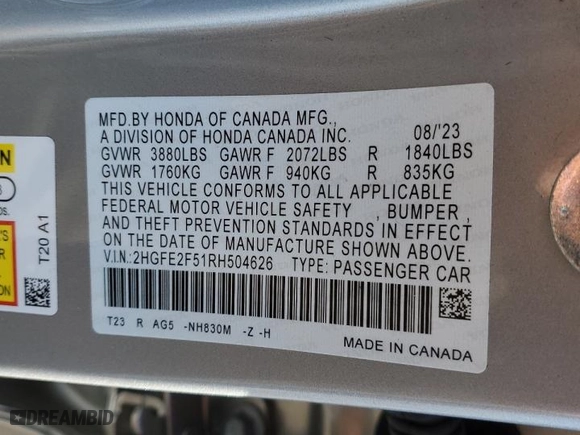 MFD.BY HONDA OF CANADA MFG.,
A DIVISION OF HONDA CANADA INC. 08/'23
GVWR 3880LBS GAWR F 2072LBS R 1840LBS
GVWR 1760KG GAWR F 940KG R 835KG
THIS VEHICLE CONFORMS TO ALL APPLICABLE
FEDERAL MOTOR VEHICLE SAFETY , BUMPER ,
AND THEFT PREVENTION STANDARDS IN EFFECT
ON THE DATE OF MANUFACTURE SHOWN ABOVE.
V.I.N.:2HGFE2F51RH504626 TYPE: PASSENGER CAR
T23 R AG5 -NH830M -Z -H
MADE IN CANADA
T20 A1
DREAMBID